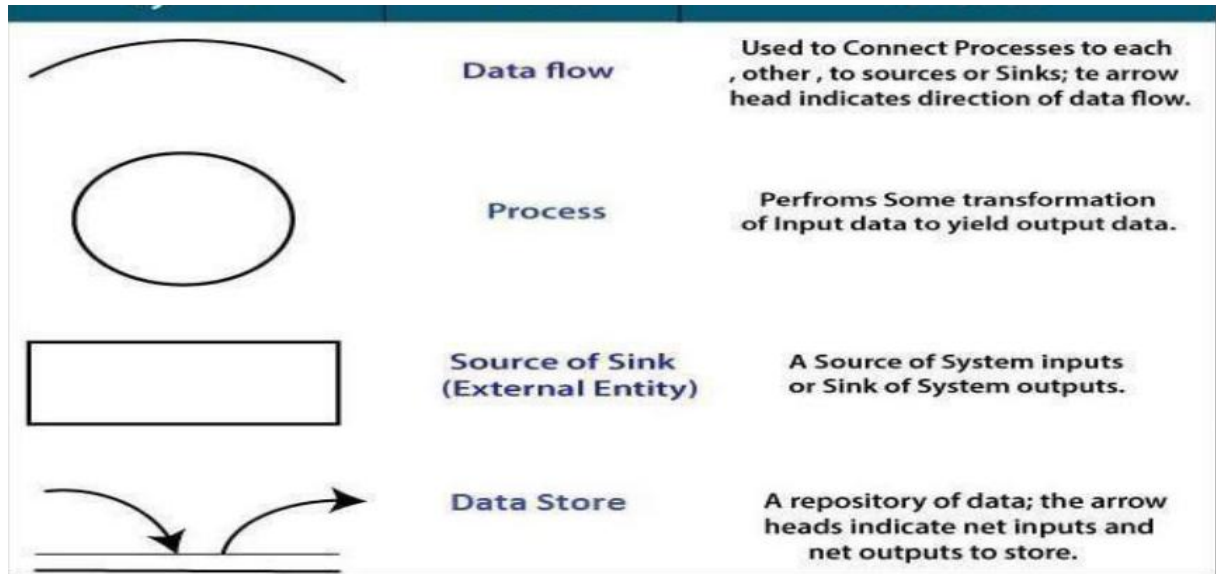 Data flow
Used to Connect Processes to each
, other , to sources or Sinks; te arrow
head indicates direction of data flow.
Process
Perfroms Some transformation
of Input data to yield output data.
Source of Sink
(External Entity)
A Source of System inputs
or Sink of System outputs.
Data Store
A repository of data; the arrow
heads indicate net inputs and
net outputs to store.